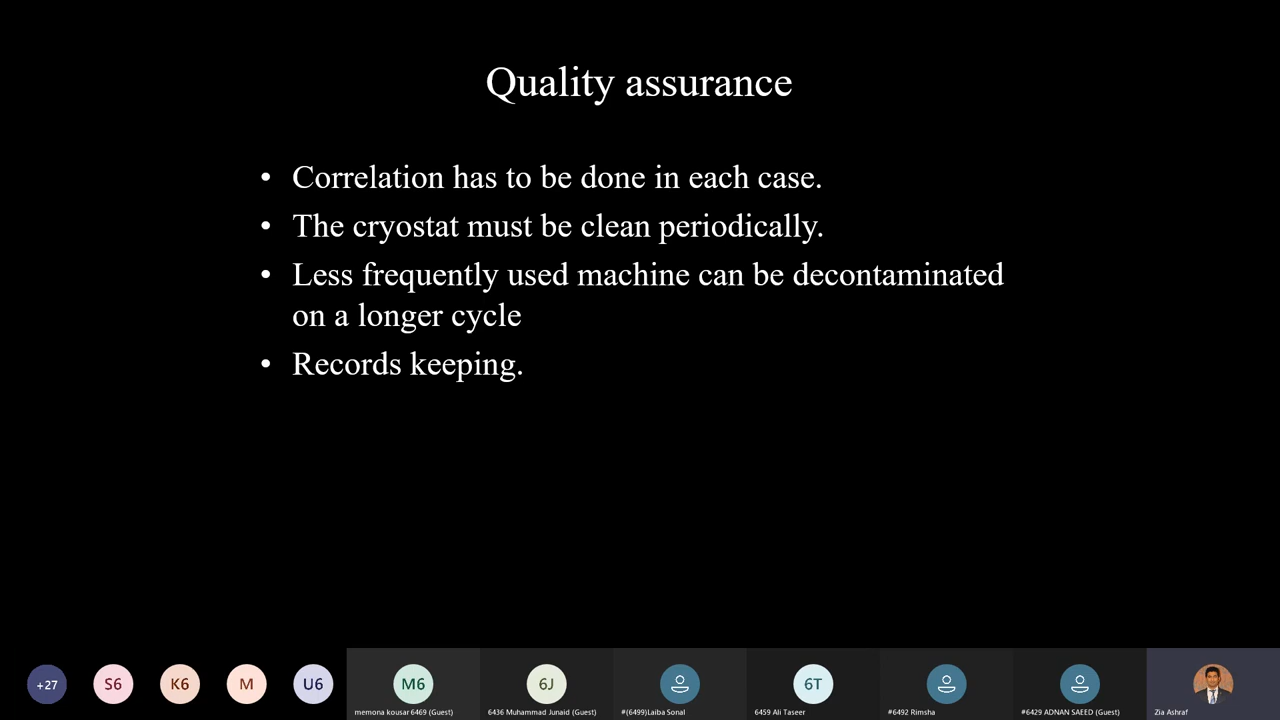 Quality assurance
• Correlation has to be done in each case.
• The cryostat must be clean periodically.
• Less frequently used machine can be decontaminated
on a longer cycle
• Records keeping.
+27
S6
K6
M
U6
M6
6J
6T
memona kousar 6469 (Guest)
6436 Muhammad Junaid (Guest)
#(6499)Laiba Sonal
6459 Ali Taseer
#6492 Rimsha
#6429 ADNAN SAEED (Guest)
Zia Ashraf